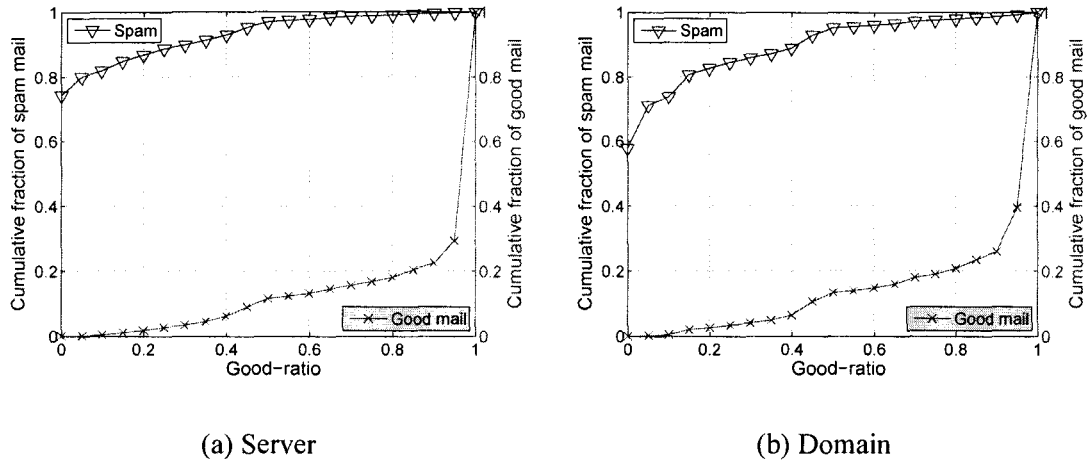 Spam
Cumulative fraction of spam mail
1
0.8
0.6
0.4
0.2
0
Cumulative fraction of good mail
1
0.8
0.6
0.4
0.2
0
Good mail
0 0.2 0.4 0.6 0.8 1
Good-ratio
(a) Server
Spam
Cumulative fraction of spam mail
1
0.8
0.6
0.4
0.2
0
Cumulative fraction of good mail
1
0.8
0.6
0.4
0.2
0
Good mail
0 0.2 0.4 0.6 0.8 1
Good-ratio
(b) Domain